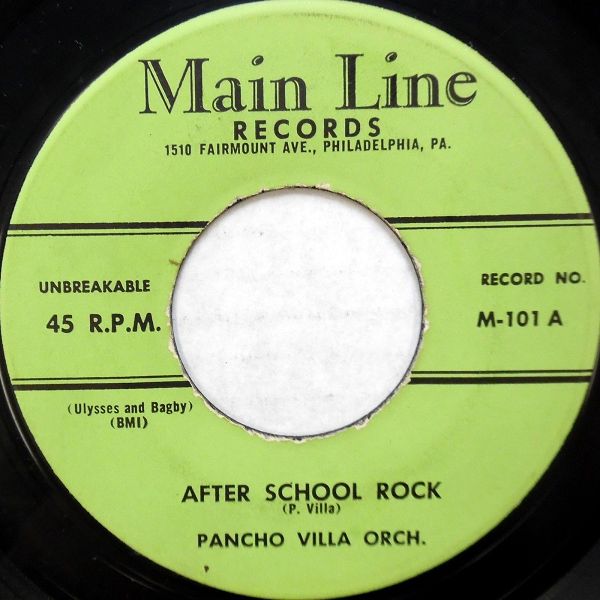 Main Line
RECORDS
1510 FAIRMOUNT AVE., PHILADELPHIA, PA.
UNBREAKABLE
45 R.P.M.
RECORD NO.
M-101 A
(Ulysses and Bagby)
(BMI)
AFTER SCHOOL ROCK
(P. Villa)
PANCHO VILLA ORCH.